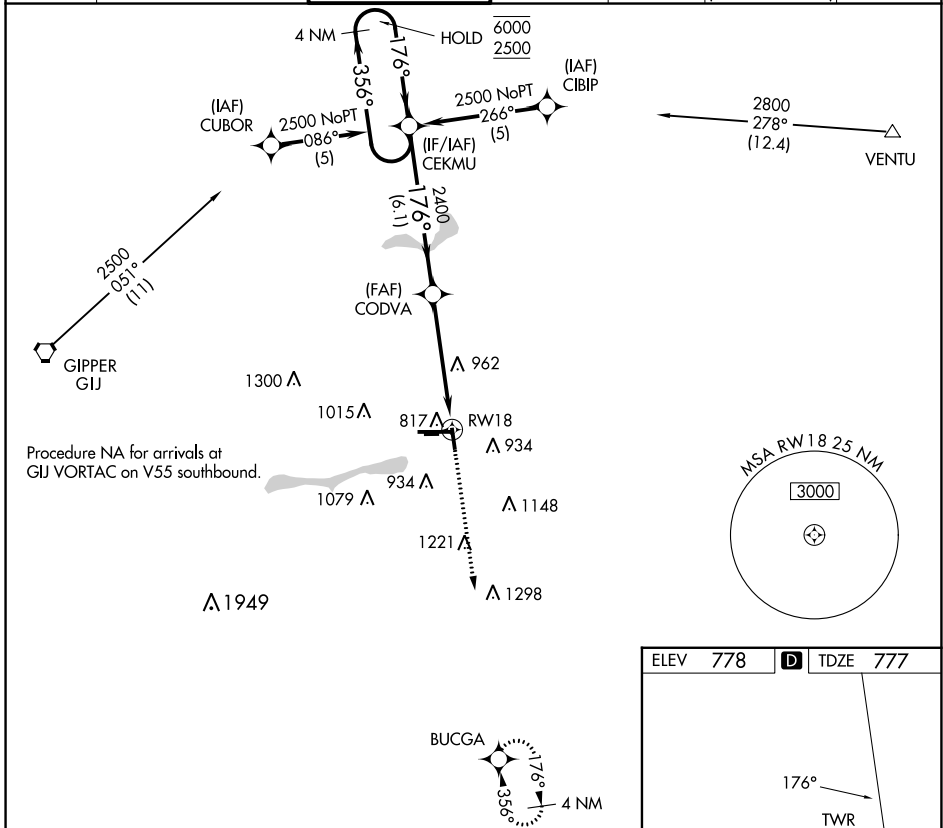 4 NM
HOLD
6000
2500
176°
356°
(IAF)
CIBIP
2500 NoPT
266°
(5)
(IAF)
CUBOR
2500 NoPT
086°
(5)
(IF/IAF)
CEKMU
2800
278°
(12.4)
VENTU
2400
176°
(6.1)
2500
051°
(11)
(FAF)
CODVA
GIPPER
GIJ
962
1300
1015
817
RW18
934
Procedure NA for arrivals at
GIJ VORTAC on V55 southbound.
934
1079
1148
1221
1298
1949
MSA RW18 25 NM
3000
ELEV 778 D TDZE 777
BUCGA
176°
356°
4 NM
176°
TWR